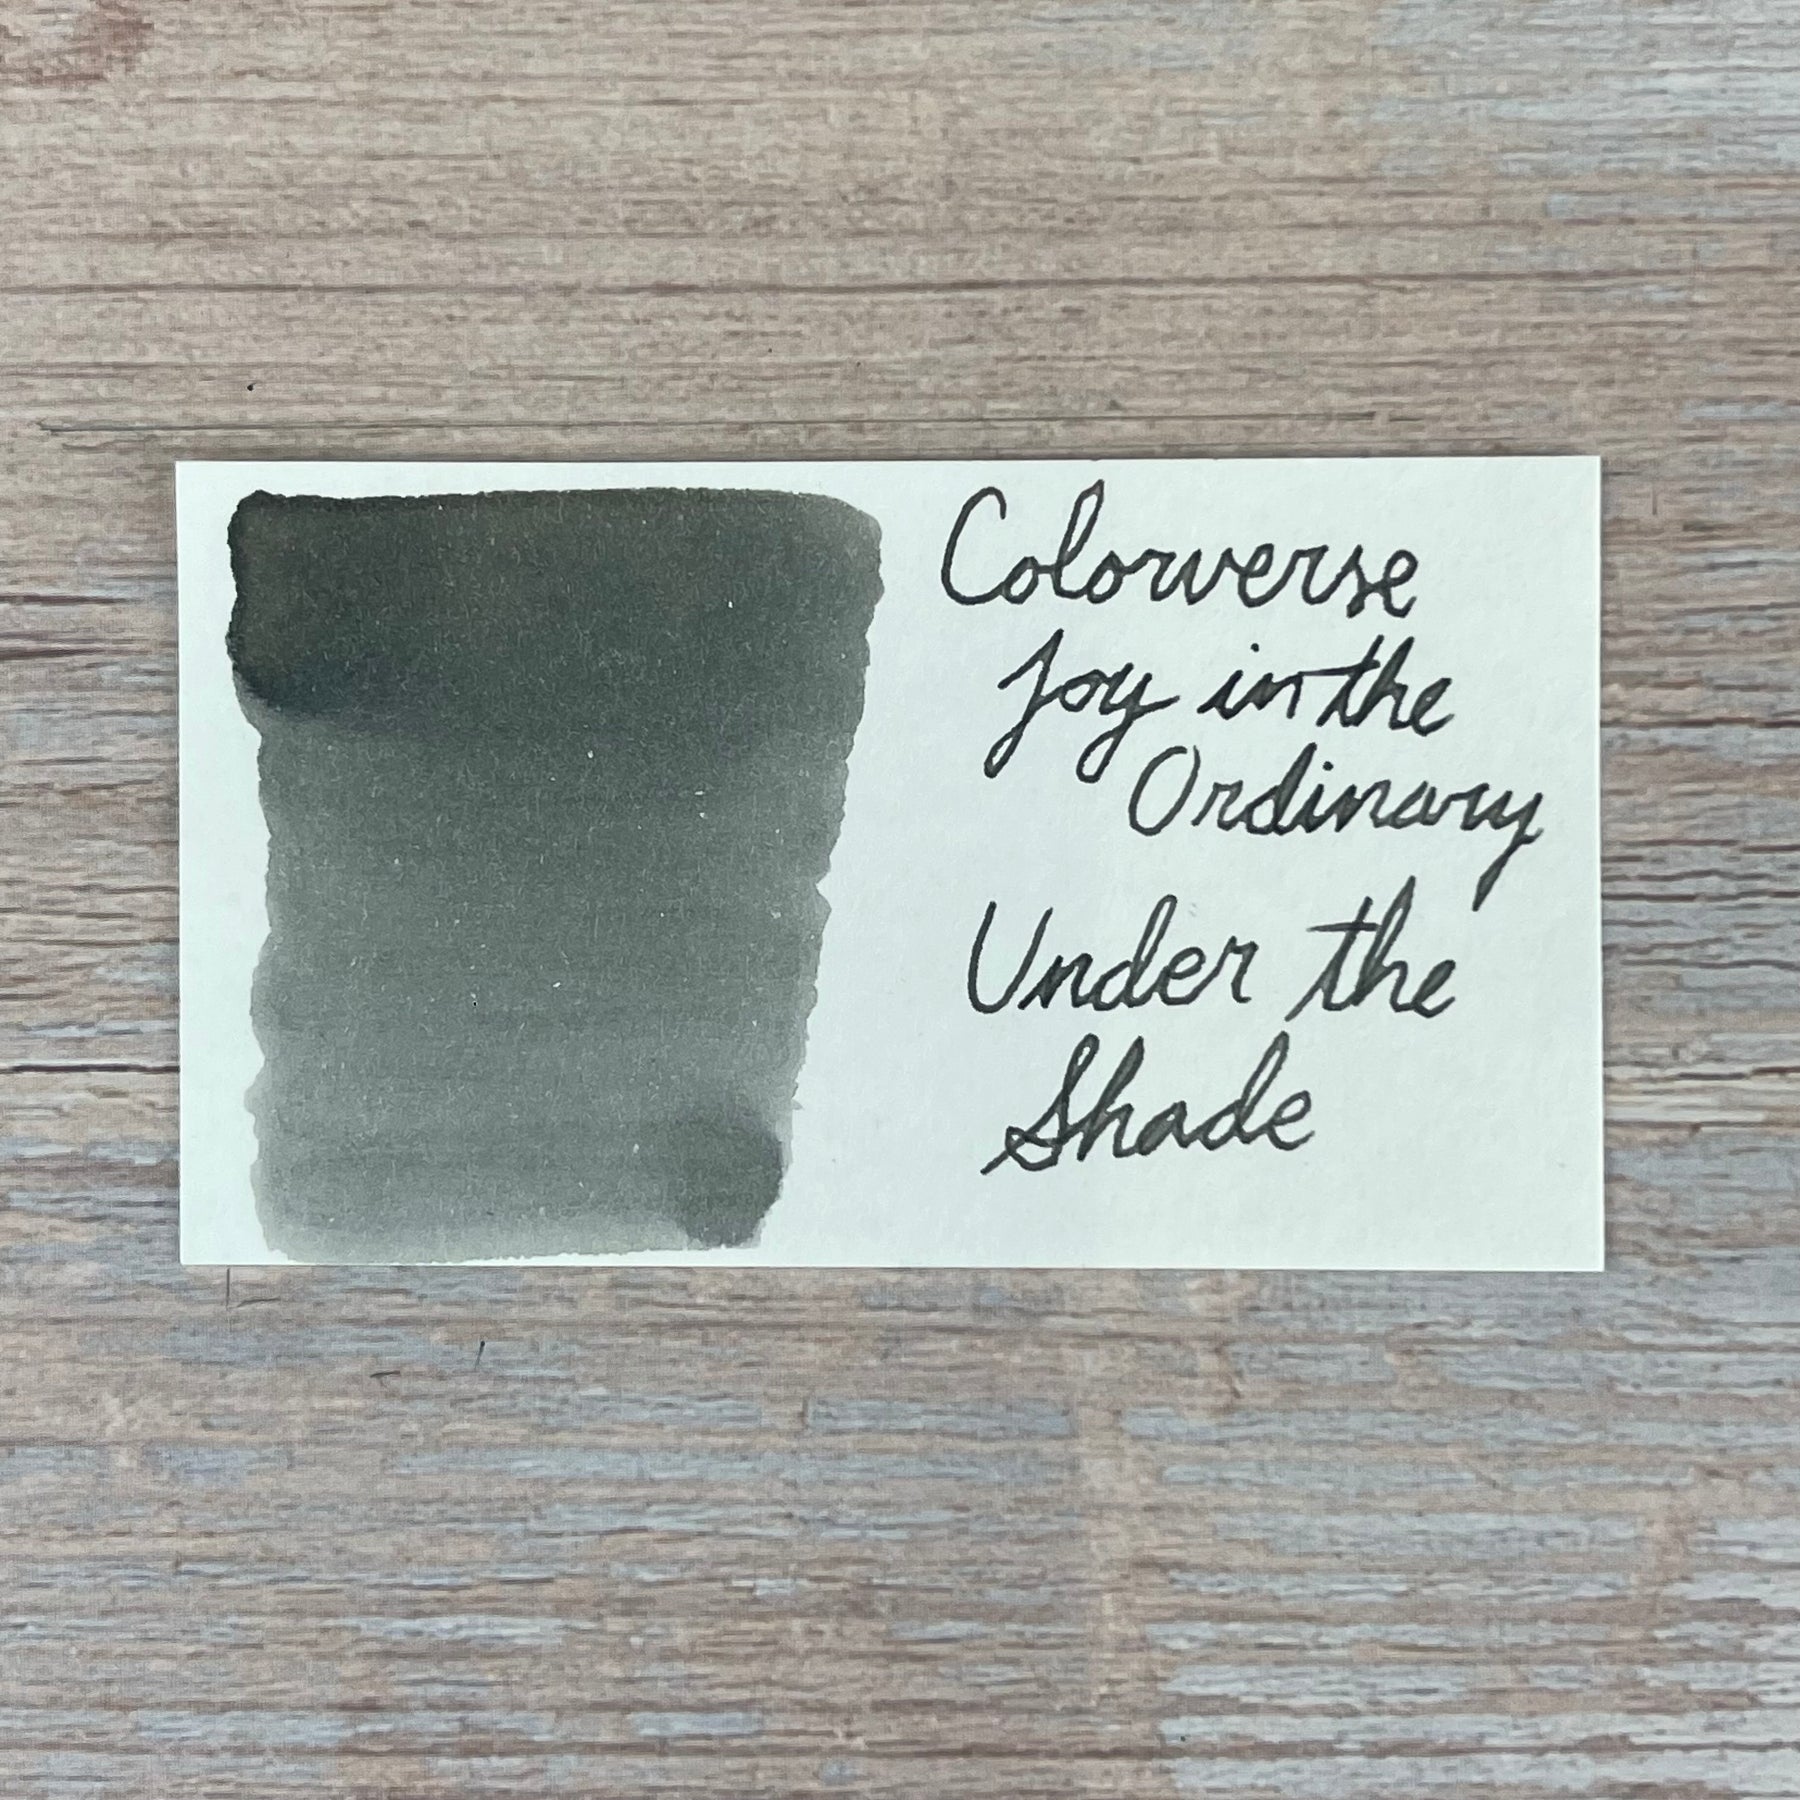 Colorverse
Joy in the
Ordinary
Under the
Shade